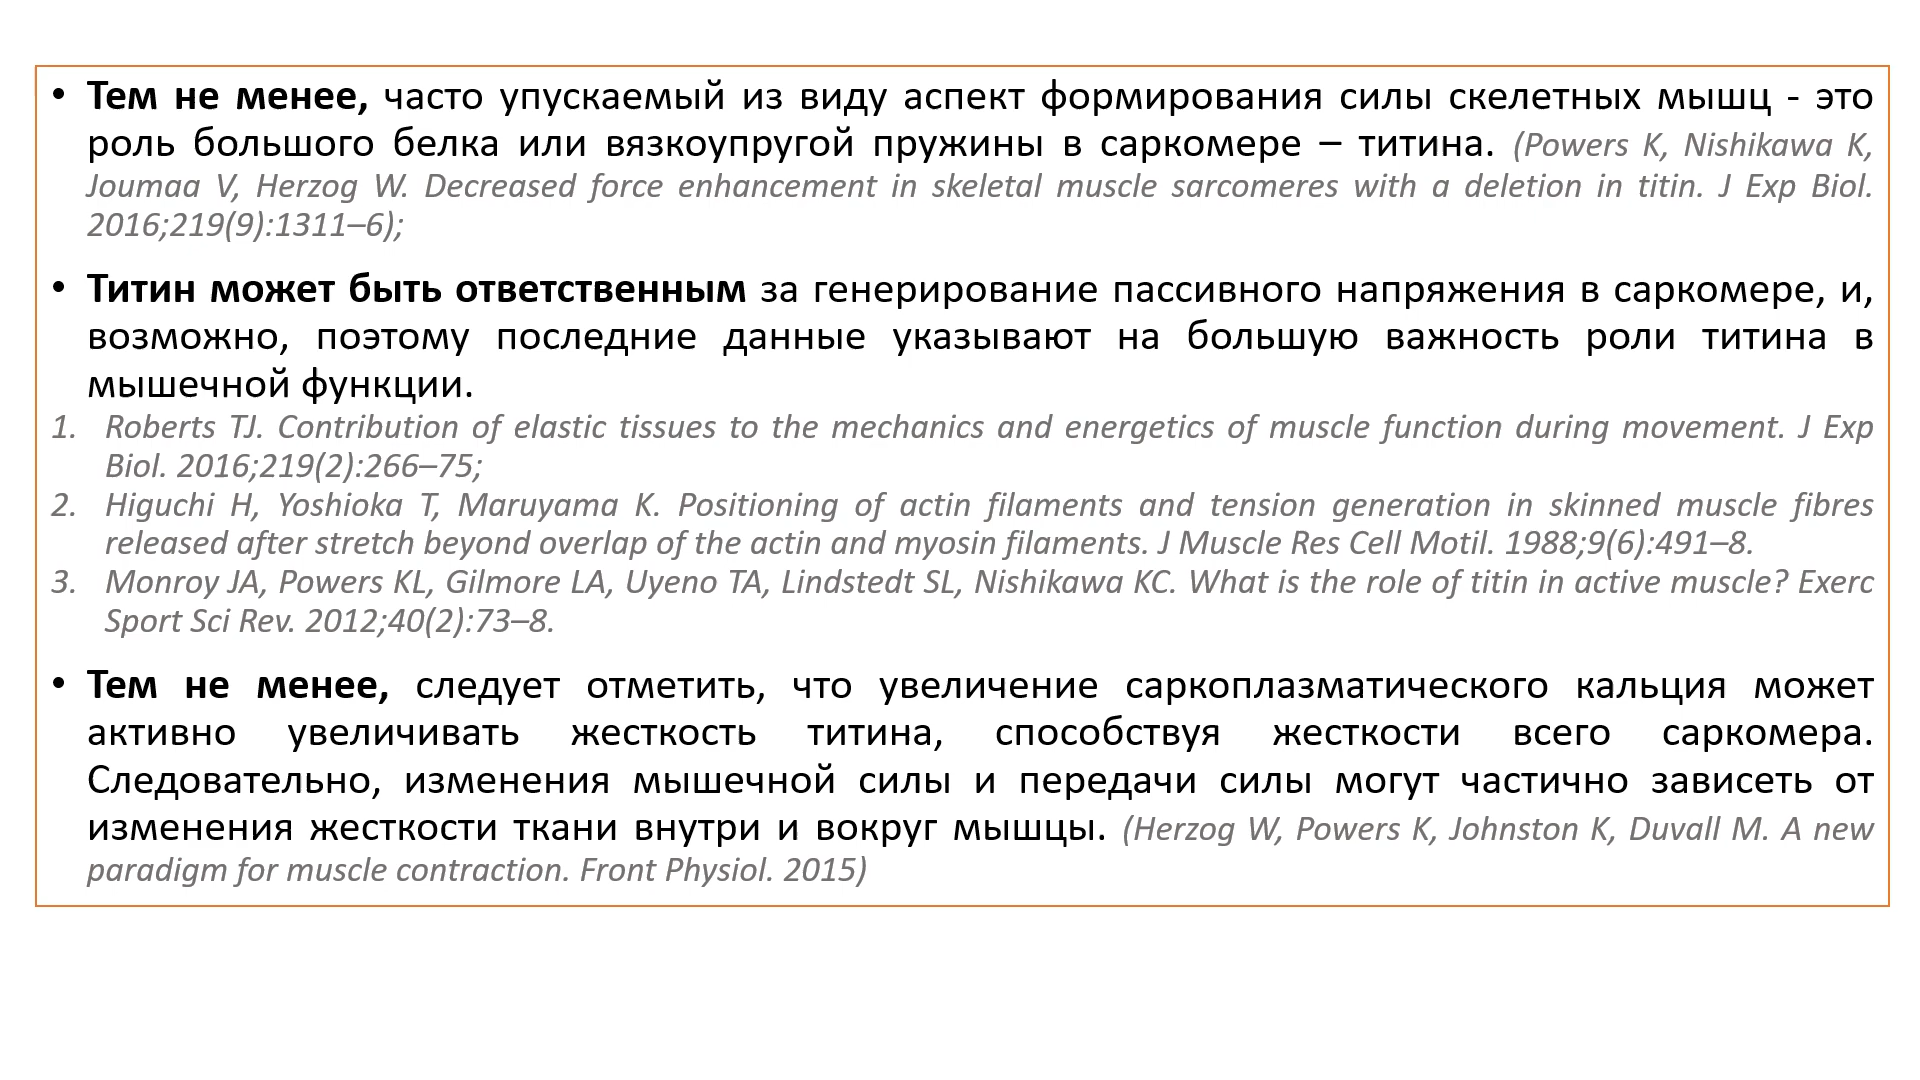 • Тем не менее, часто упускаемый из виду аспект формирования силы скелетных мышц - это
роль большого белка или вязкоупругой пружины в саркомере – титина. (Powers K, Nishikawa K,
Joumaa V, Herzog W. Decreased force enhancement in skeletal muscle sarcomeres with a deletion in titin. J Exp Biol.
2016;219(9):1311–6);
• Титин может быть ответственным за генерирование пассивного напряжения в саркомере, и,
возможно, поэтому последние данные указывают на большую важность роли титина в
мышечной функции.
1. Roberts TJ. Contribution of elastic tissues to the mechanics and energetics of muscle function during movement. J Exp
Biol. 2016;219(2):266–75;
2. Higuchi H, Yoshioka T, Maruyama K. Positioning of actin filaments and tension generation in skinned muscle fibres
released after stretch beyond overlap of the actin and myosin filaments. J Muscle Res Cell Motil. 1988;9(6):491–8.
3. Monroy JA, Powers KL, Gilmore LA, Uyeno TA, Lindstedt SL, Nishikawa KC. What is the role of titin in active muscle? Exerc
Sport Sci Rev. 2012;40(2):73–8.
• Тем не менее, следует отметить, что увеличение саркоплазматического кальция может
активно увеличивать жесткость титина, способствуя жесткости всего саркомера.
Следовательно, изменения мышечной силы и передачи силы могут частично зависеть от
изменения жесткости ткани внутри и вокруг мышцы. (Herzog W, Powers K, Johnston K, Duvall M. A new
paradigm for muscle contraction. Front Physiol. 2015)